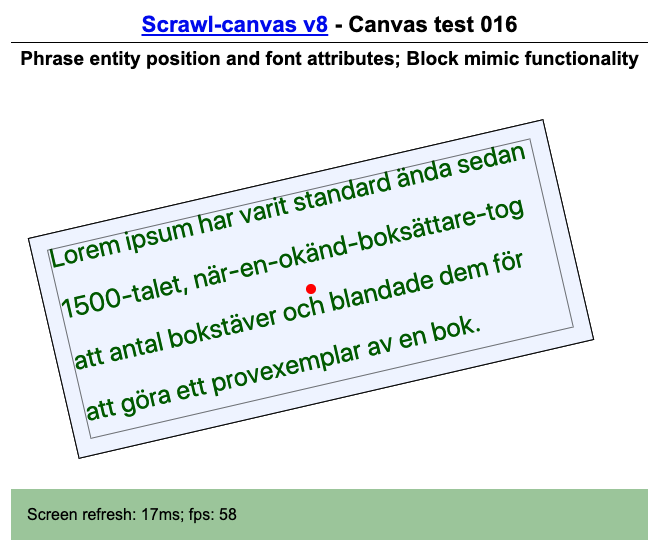 Scrawl-canvas v8 - Canvas test 016
Phrase entity position and font attributes; Block mimic functionality
Lorem ipsum har varit standard ända sedan
1500-talet, när-en-okänd-boksättare-tog
att antal bokstäver och blandade dem för
att göra ett provexemplar av en bok.
Screen refresh: 17ms; fps: 58